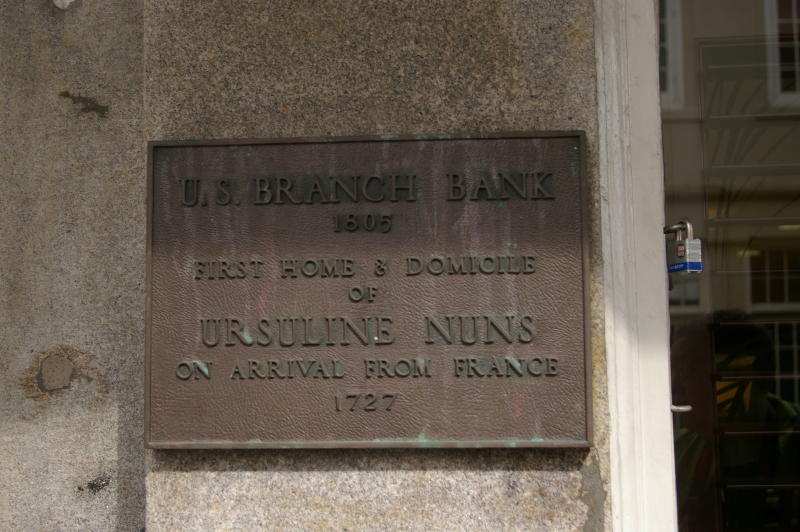 U. S. BRANCH BANK
1805
FIRST HOME & DOMICILE
OF
URSULINE NUNS
ON ARRIVAL FROM FRANCE
1727